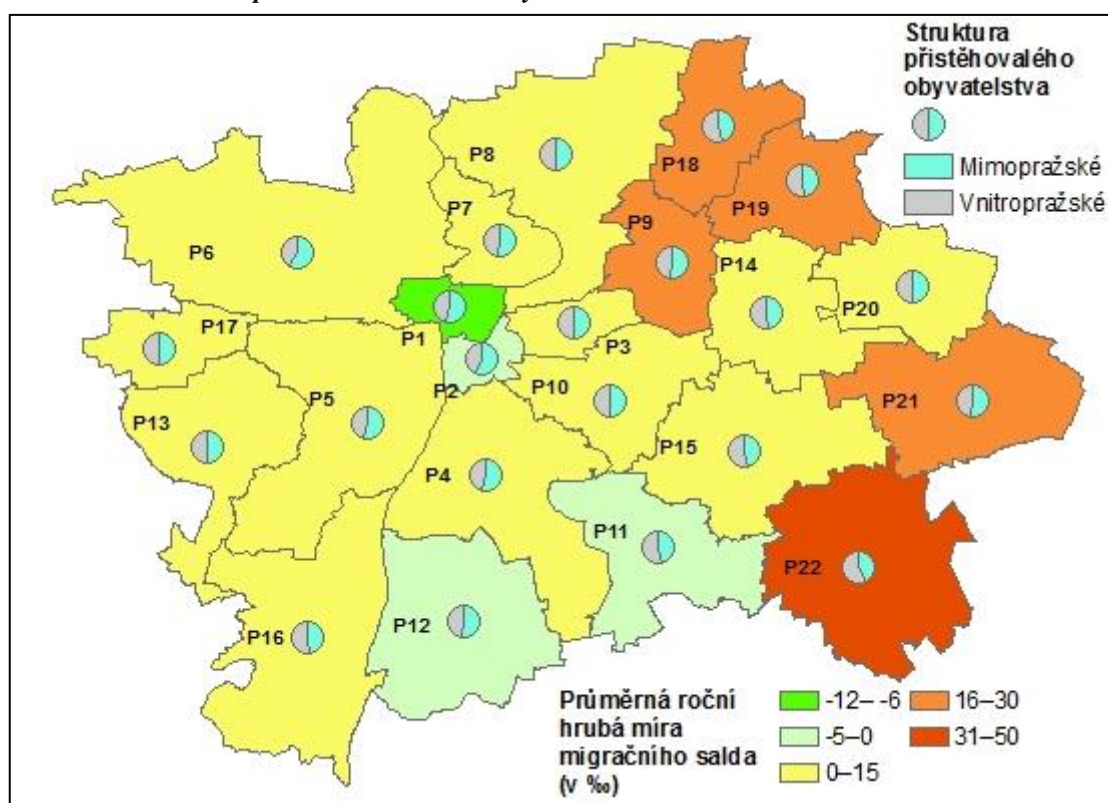 Struktura
přistěhovalého
obyvatelstva
Mimopražské
Vnitropražské
P8
P18
P7
P19
P9
P6
P14
P20
P17
P1
P3
P2
P10
P5
P21
P13
P15
P4
P11
P22
P12
P16
Průměrná roční
hrubá míra
migračního salda
(v ‰)
-12– -6
-5–0
0–15
16–30
31–50